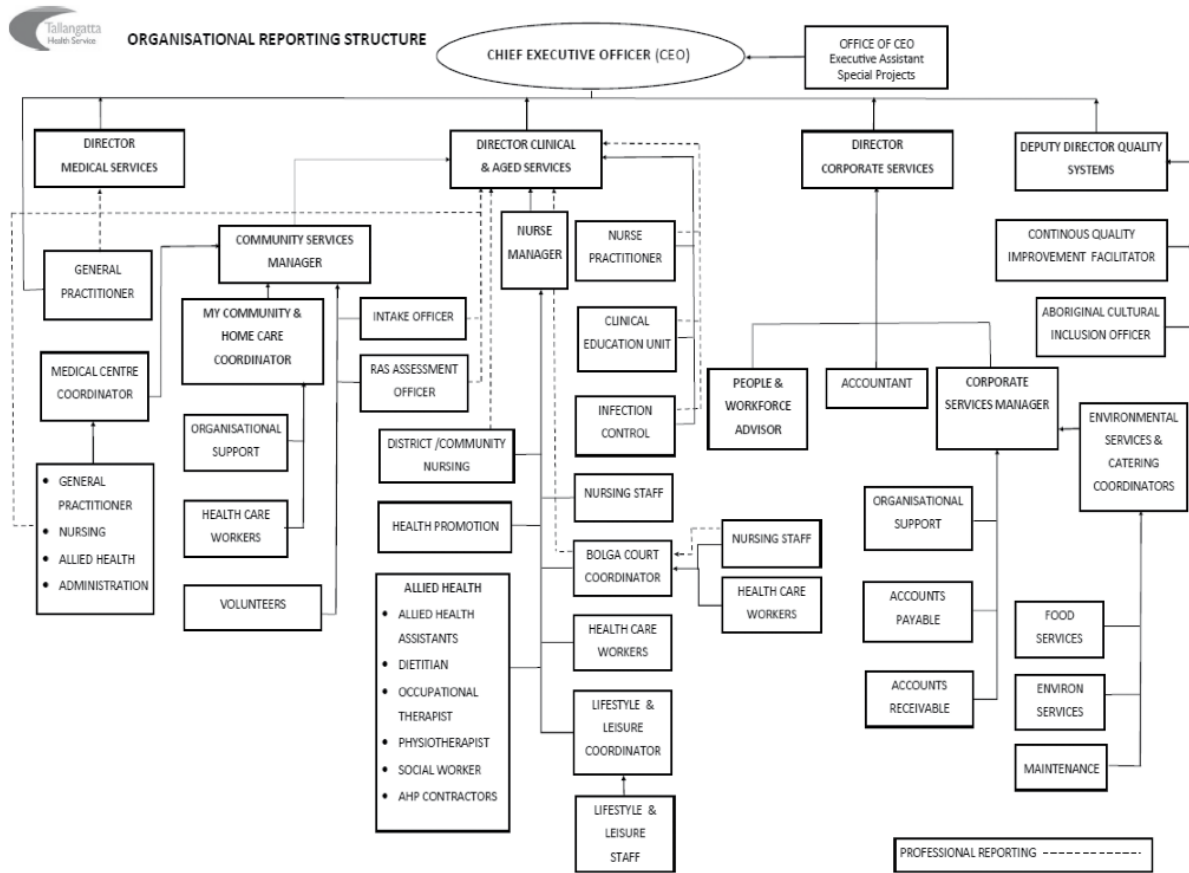 Tallangatta
Health Service
ORGANISATIONAL REPORTING STRUCTURE
CHIEF EXECUTIVE OFFICER (CEO)
OFFICE OF CEO
Executive Assistant
Special Projects
DIRECTOR
MEDICAL SERVICES
DIRECTOR CLINICAL
& AGED SERVICES
DIRECTOR
CORPORATE SERVICES
DEPUTY DIRECTOR QUALITY
SYSTEMS
GENERAL
PRACTITIONER
COMMUNITY SERVICES
MANAGER
NURSE
MANAGER
NURSE
PRACTITIONER
CONTINOUS QUALITY
IMPROVEMENT FACILITATOR
MY COMMUNITY &
HOME CARE
COORDINATOR
INTAKE OFFICER
CLINICAL
EDUCATION UNIT
ABORIGINAL CULTURAL
INCLUSION OFFICER
MEDICAL CENTRE
COORDINATOR
RAS ASSESSMENT
OFFICER
INFECTION
CONTROL
PEOPLE &
WORKFORCE
ADVISOR
ACCOUNTANT
CORPORATE
SERVICES MANAGER
ENVIRONMENTAL
SERVICES &
CATERING
COORDINATORS
ORGANISATIONAL
SUPPORT
DISTRICT /COMMUNITY
NURSING
• GENERAL
PRACTITIONER
• NURSING
• ALLIED HEALTH
• ADMINISTRATION
HEALTH CARE
WORKERS
HEALTH PROMOTION
NURSING STAFF
ORGANISATIONAL
SUPPORT
BOLGA COURT
COORDINATOR
NURSING STAFF
HEALTH CARE
WORKERS
VOLUNTEERS
ALLIED HEALTH
• ALLIED HEALTH
ASSISTANTS
• DIETITIAN
• OCCUPATIONAL
THERAPIST
• PHYSIOTHERAPIST
• SOCIAL WORKER
• AHP CONTRACTORS
HEALTH CARE
WORKERS
ACCOUNTS
PAYABLE
FOOD
SERVICES
LIFESTYLE &
LEISURE
COORDINATOR
ACCOUNTS
RECEIVABLE
ENVIRON
SERVICES
MAINTENANCE
LIFESTYLE &
LEISURE
STAFF
PROFESSIONAL REPORTING